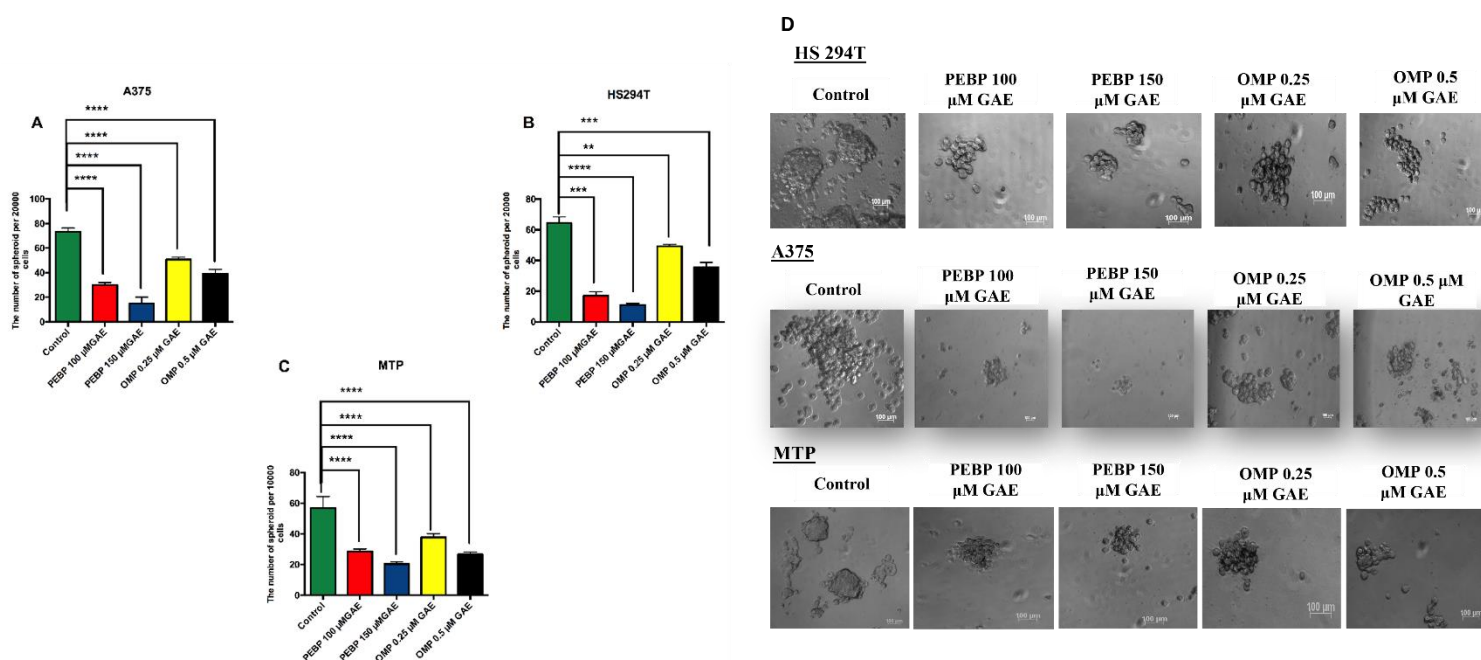 A375
A
****
****
****
****
The number of spheroid per 20000
cells
100
80
60
40
20
0
Control
PEBP 100 µMGAE
PEBP 150 µMGAE
OMP 0.25 µM GAE
OMP 0.5 µM GAE
HS294T
B
***
**
****
***
The number of spheroid per 20000
cells
80
60
40
20
0
Control
PEBP 100 µMGAE
PEBP 150 µMGAE
OMP 0.25 µM GAE
OMP 0.5 µM GAE
C
MTP
****
****
****
****
The number of spheroid per 10000
cells
80
60
40
20
0
Control
PEBP 100 µMGAE
PEBP 150 µMGAE
OMP 0.25 µM GAE
OMP 0.5 µM GAE
D
HS 294T
Control
PEBP 100
µM GAE
PEBP 150
µM GAE
OMP 0.25
µM GAE
OMP 0.5
µM GAE
100 µm
100 µm
100 µm
100 µm
100 µm
A375
Control
PEBP 100
µM GAE
PEBP 150
µM GAE
OMP 0.25
µM GAE
OMP 0.5 µM
GAE
100 µm
MTP
Control
PEBP 100
µM GAE
PEBP 150
µM GAE
OMP 0.25
µM GAE
OMP 0.5
µM GAE
100 µm
100 µm
100 µm
100 µm
100 µm